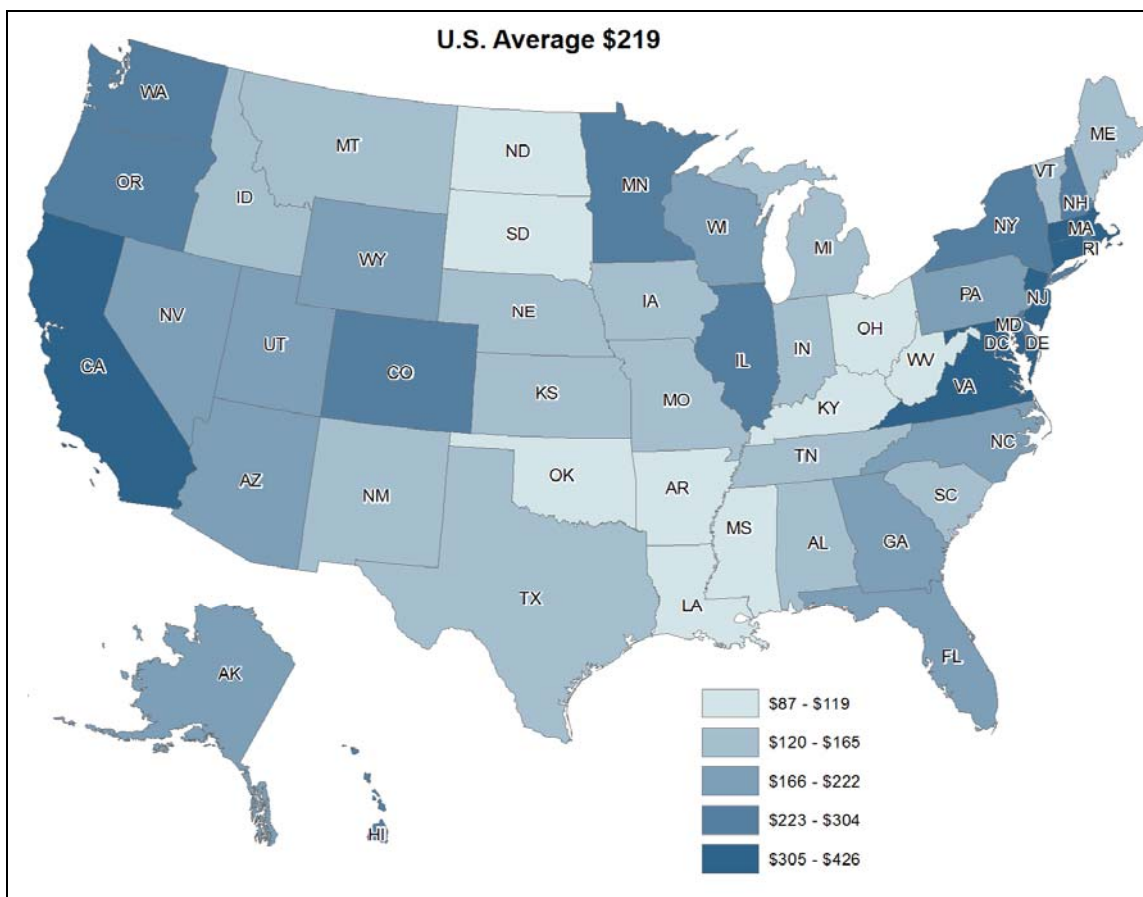 U.S. Average $219
WA
MT
ND
ME
VT
OR
ID
MN
NH
SD
WI
NY
MA
WY
MI
RI
IA
PA
NE
NJ
NV
OH
MD
UT
IL
IN
DE
DC
CA
CO
WV
VA
KS
MO
KY
NC
TN
AZ
OK
NM
AR
SC
MS
AL
GA
TX
LA
FL
AK
HI
$87 - $119
$120 - $165
$166 - $222
$223 - $304
$305 - $426